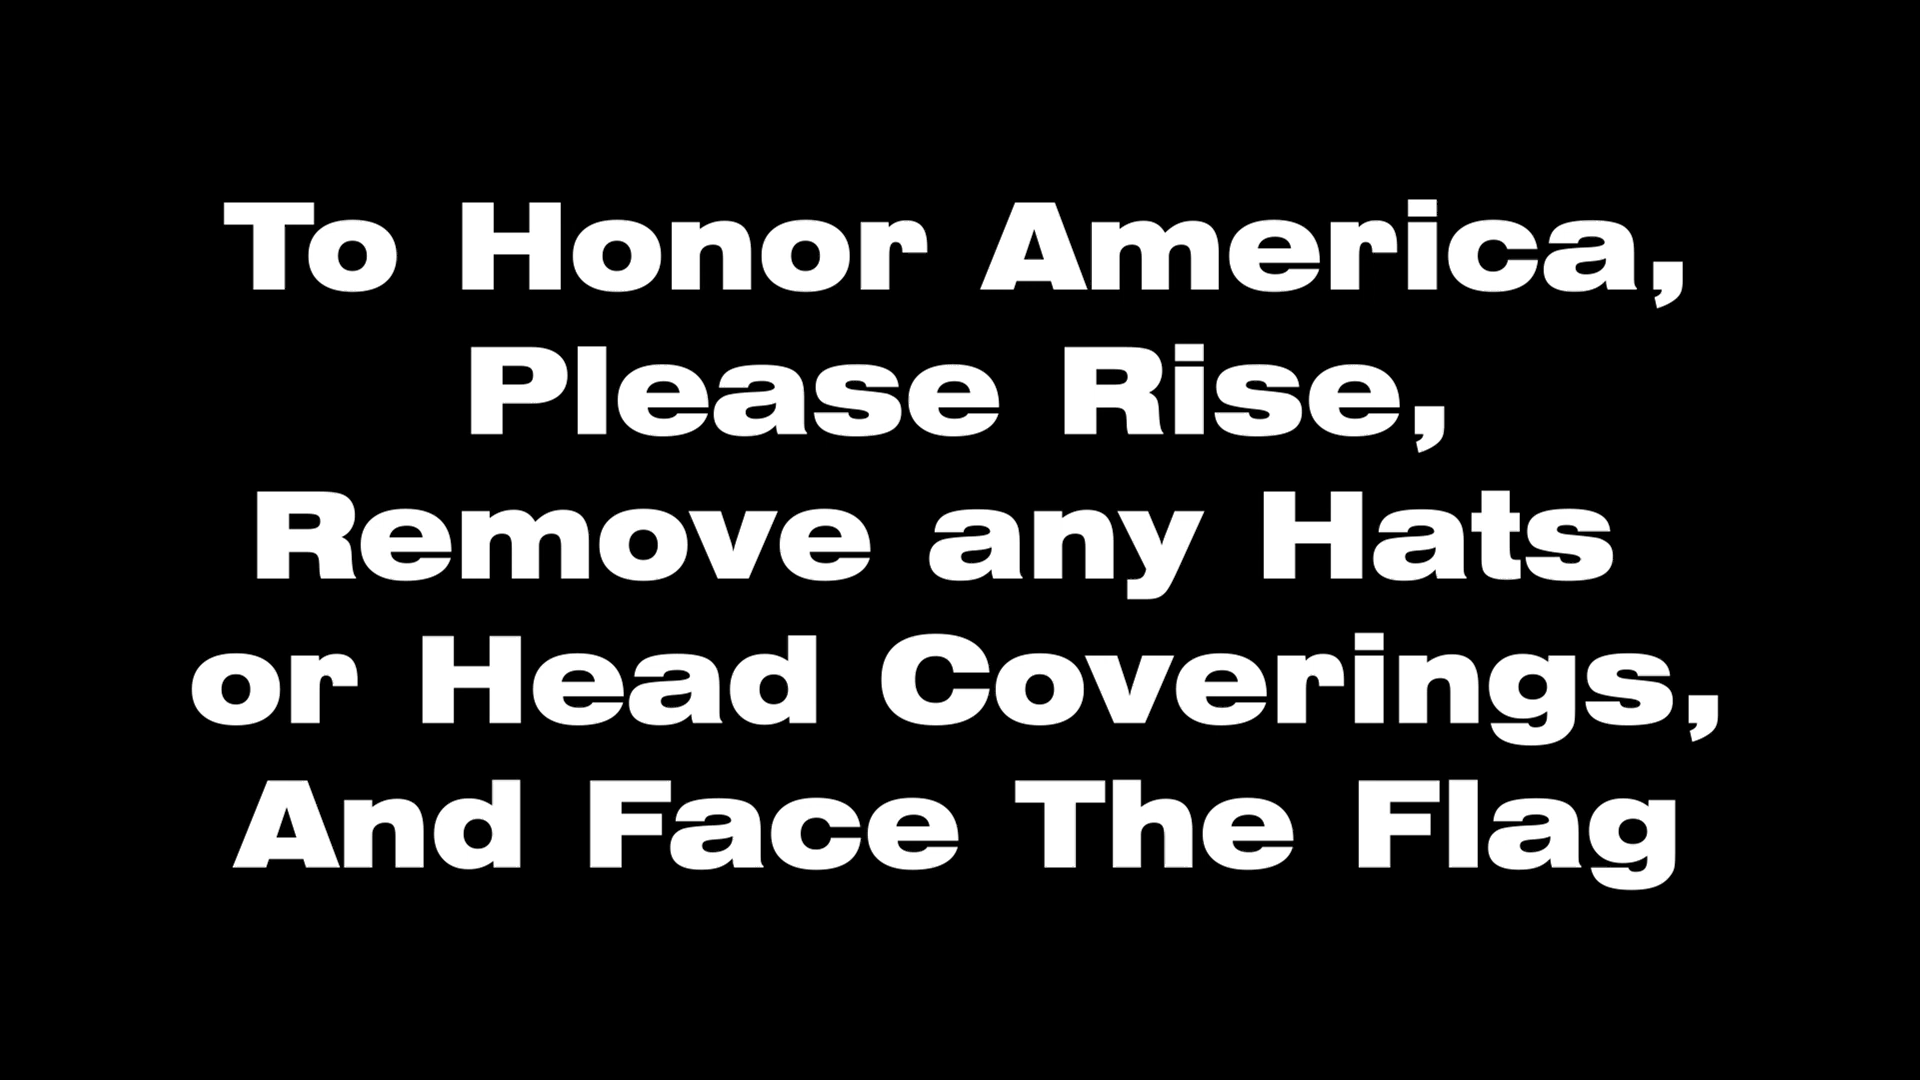 To Honor America,
Please Rise,
Remove any Hats
or Head Coverings,
And Face The Flag